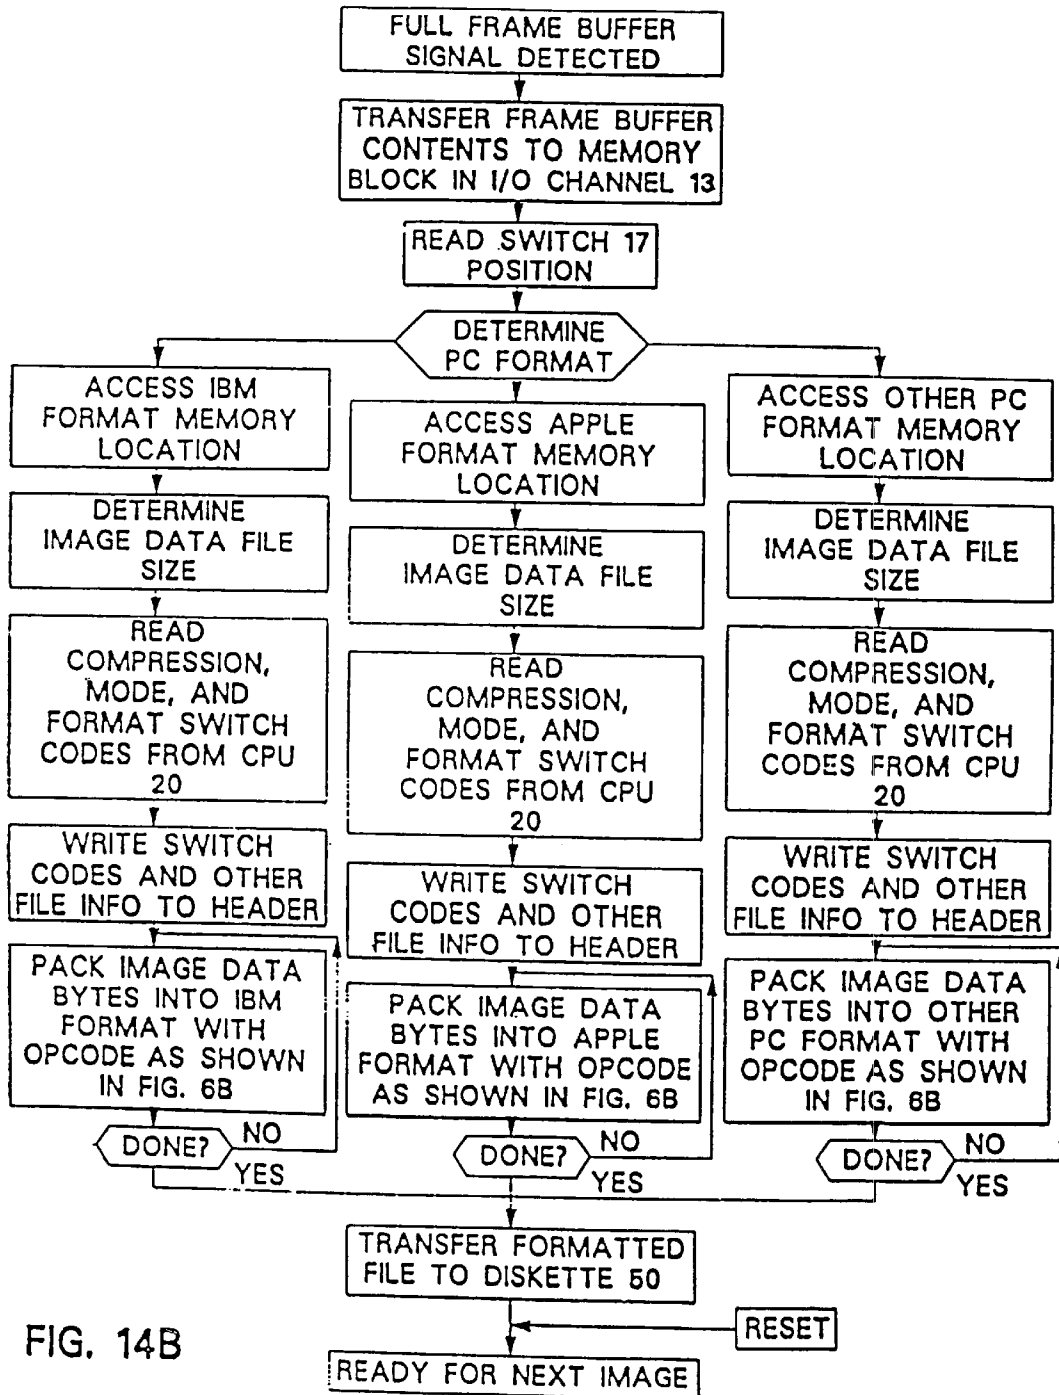 FULL FRAME BUFFER
SIGNAL DETECTED
TRANSFER FRAME BUFFER
CONTENTS TO MEMORY
BLOCK IN I/O CHANNEL 13
READ SWITCH 17
POSITION
DETERMINE
PC FORMAT
ACCESS IBM
FORMAT MEMORY
LOCATION
DETERMINE
IMAGE DATA FILE
SIZE
READ
COMPRESSION,
MODE, AND
FORMAT SWITCH
CODES FROM CPU
20
WRITE SWITCH
CODES AND OTHER
FILE INFO TO HEADER
PACK IMAGE DATA
BYTES INTO IBM
FORMAT WITH
OPCODE AS SHOWN
IN FIG. 6B
DONE?
NO
YES
ACCESS APPLE
FORMAT MEMORY
LOCATION
DETERMINE
IMAGE DATA FILE
SIZE
READ
COMPRESSION,
MODE, AND
FORMAT SWITCH
CODES FROM CPU
20
WRITE SWITCH
CODES AND OTHER
FILE INFO TO HEADER
PACK IMAGE DATA
BYTES INTO APPLE
FORMAT WITH OPCODE
AS SHOWN IN FIG. 6B
DONE?
NO
YES
ACCESS OTHER PC
FORMAT MEMORY
LOCATION
DETERMINE
IMAGE DATA FILE
SIZE
READ
COMPRESSION,
MODE, AND
FORMAT SWITCH
CODES FROM CPU
20
WRITE SWITCH
CODES AND OTHER
FILE INFO TO HEADER
PACK IMAGE DATA
BYTES INTO OTHER
PC FORMAT WITH
OPCODE AS SHOWN
IN FIG. 6B
DONE?
NO
YES
TRANSFER FORMATTED
FILE TO DISKETTE 50
RESET
READY FOR NEXT IMAGE
FIG. 14B